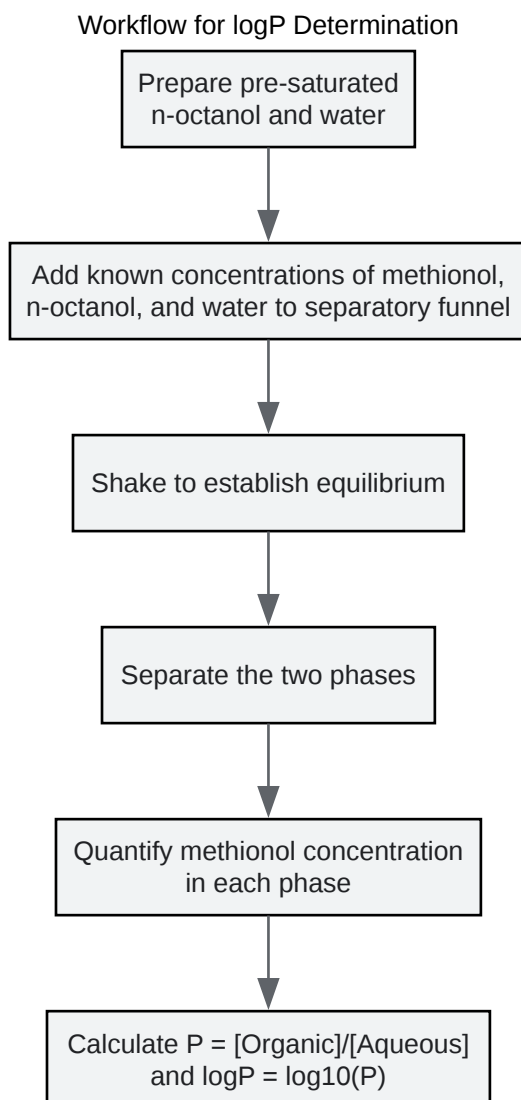 Workflow for logP Determination
Prepare pre-saturated
n-octanol and water
Add known concentrations of methionol,
n-octanol, and water to separatory funnel
Shake to establish equilibrium
Separate the two phases
Quantify methionol concentration
in each phase
Calculate P = [Organic]/[Aqueous]
and logP = log10(P)